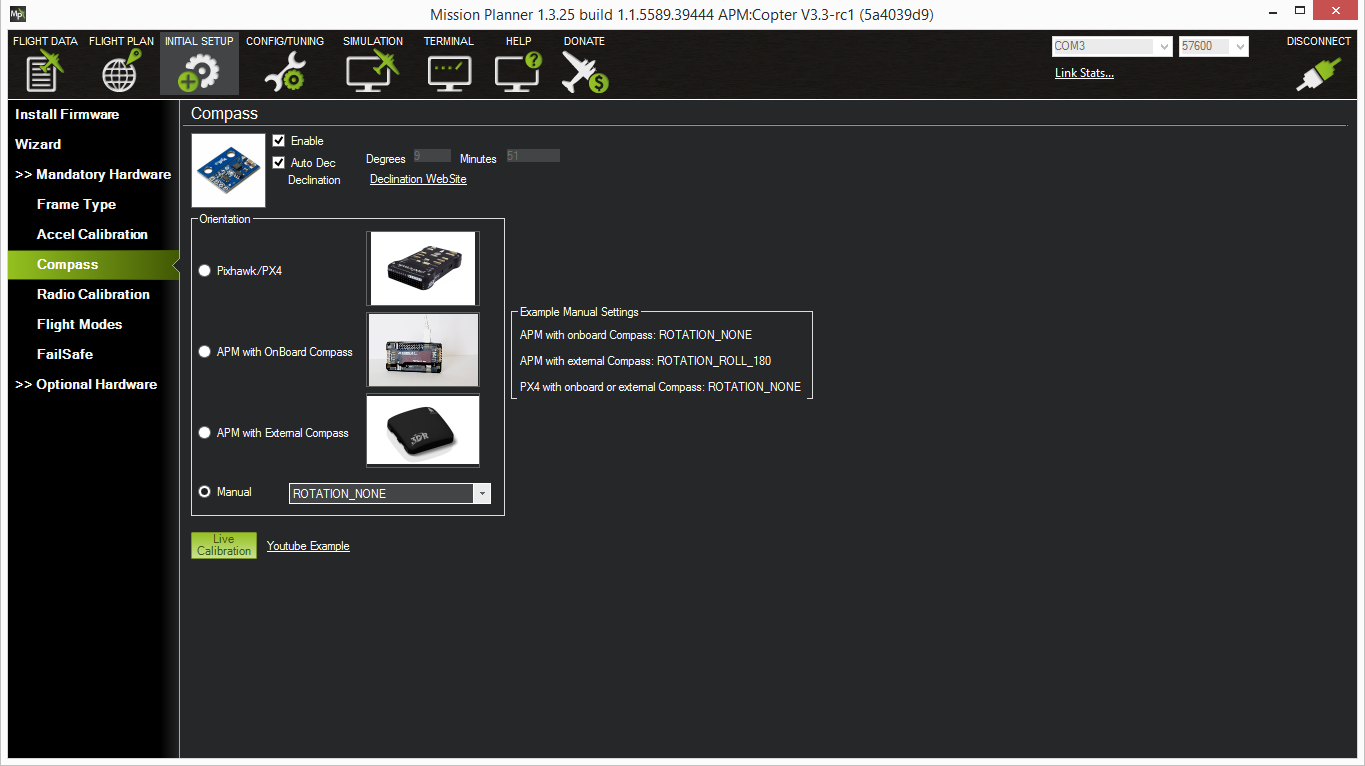 Mp
Mission Planner 1.3.25 build 1.1.5589.39444 APM:Copter V3.3-rc1 (5a4039d9)
FLIGHT DATA FLIGHT PLAN INITIAL SETUP CONFIG/TUNING SIMULATION TERMINAL HELP DONATE
COM3 57600 DISCONNECT
Link Stats...
Install Firmware
Wizard
>> Mandatory Hardware
Frame Type
Accel Calibration
Compass
Radio Calibration
Flight Modes
FailSafe
>> Optional Hardware
Compass
Enable
Auto Dec
Degrees 9 Minutes 51
Declination
Declination WebSite
Orientation
Pixhawk/PX4
APM with OnBoard Compass
APM with External Compass
3DR
Manual
ROTATION_NONE
Example Manual Settings
APM with onboard Compass: ROTATION_NONE
APM with external Compass: ROTATION_ROLL_180
PX4 with onboard or external Compass: ROTATION_NONE
Live
Calibration
Youtube Example